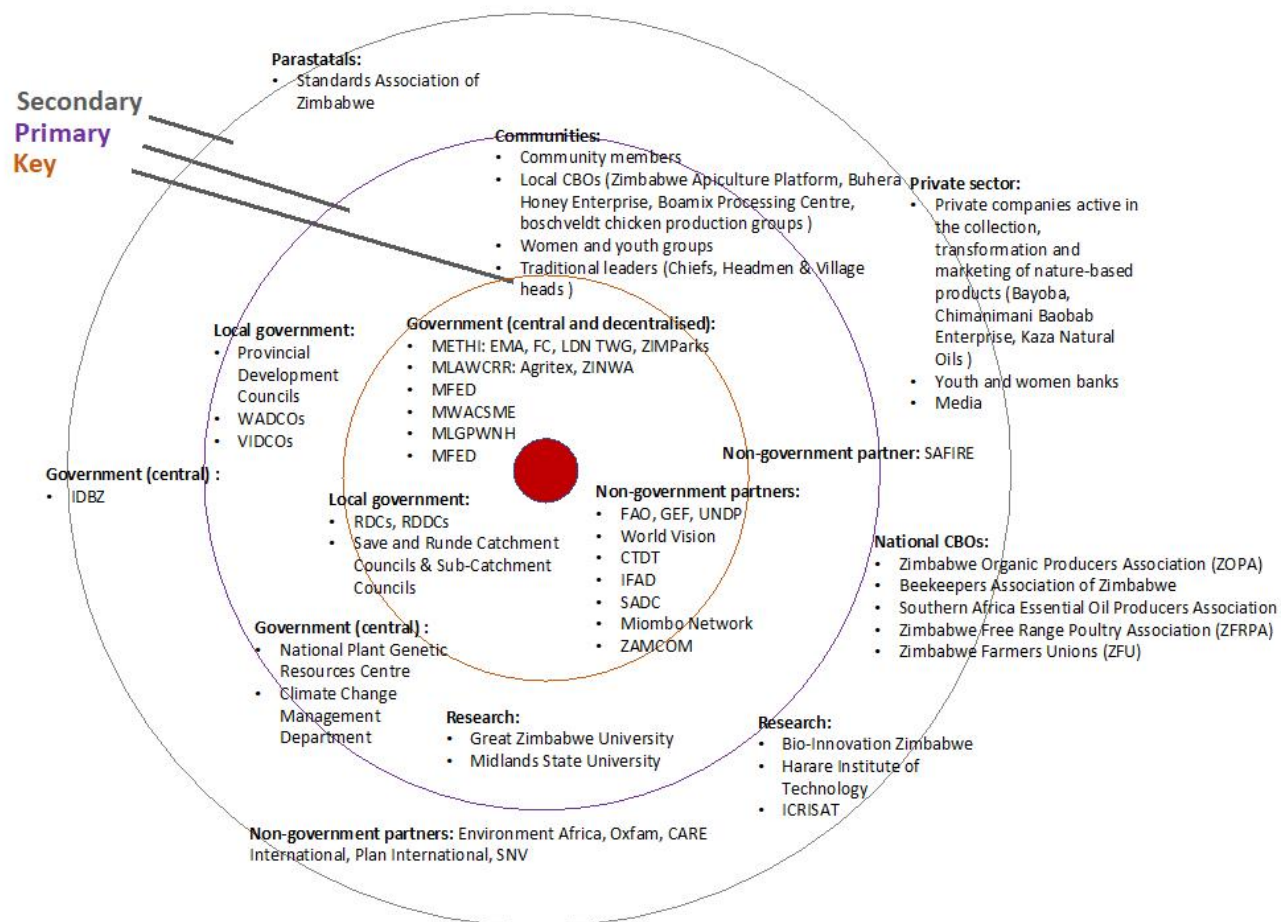 Parastatals:
• Standards Association of
Zimbabwe
Secondary
Primary
Key
Communities:
• Community members
• Local CBOs (Zimbabwe Apiculture Platform, Buhera
Honey Enterprise, Boamix Processing Centre,
boschveldt chicken production groups )
• Women and youth groups
• Traditional leaders (Chiefs, Headmen & Village
heads )
Private sector:
• Private companies active in
the collection,
transformation and
marketing of nature-based
products (Bayoba,
Chimanimani Baobab
Enterprise, Kaza Natural
Oils )
• Youth and women banks
• Media
Local government:
• Provincial
Development
Councils
• WADCOs
• VIDCOs
Government (central and decentralised):
• METHI: EMA, FC, LDN TWG, ZIMParks
• MLAWCRR: Agritex, ZINWA
• MFED
• MWACSME
• MLGPWNH
• MFED
Government (central) :
• IDBZ
Non-government partner: SAFIRE
Local government:
• RDCs, RDDCs
• Save and Runde Catchment
Councils & Sub-Catchment
Councils
Non-government partners:
• FAO, GEF, UNDP
• World Vision
• CTDT
• IFAD
• SADC
• Miombo Network
• ZAMCOM
National CBOs:
• Zimbabwe Organic Producers Association (ZOPA)
• Beekeepers Association of Zimbabwe
• Southern Africa Essential Oil Producers Association
• Zimbabwe Free Range Poultry Association (ZFRPA)
• Zimbabwe Farmers Unions (ZFU)
Government (central) :
• National Plant Genetic
Resources Centre
• Climate Change
Management
Department
Research:
• Great Zimbabwe University
• Midlands State University
Research:
• Bio-Innovation Zimbabwe
• Harare Institute of
Technology
• ICRISAT
Non-government partners: Environment Africa, Oxfam, CARE
International, Plan International, SNV